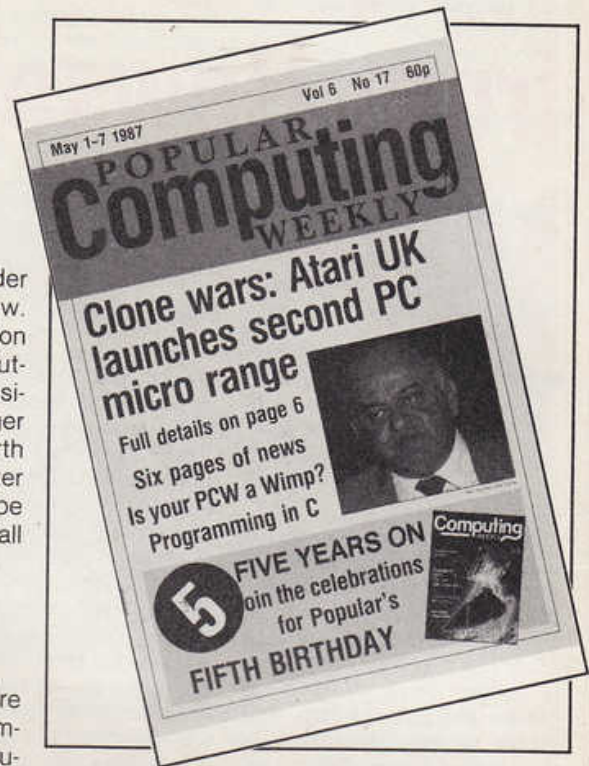 der
w.
on
ut-
si-
ger
rth
ter
be
all
re
m-
u-
May 1-7 1987
Vol 6 No 17 60p
POPULAR
Computing
WEEKLY
Clone wars: Atari UK
launches second PC
micro range
Full details on page 6
Six pages of news
Is your PCW a Wimp?
Programming in C
5
FIVE YEARS ON
oin the celebrations
for Popular's
FIFTH BIRTHDAY
Computing
WEEKLY